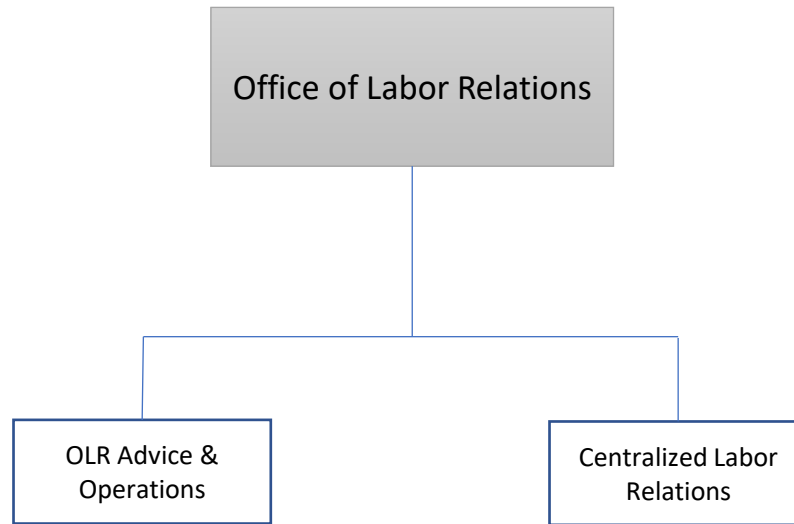 Office of Labor Relations
OLR Advice &
Operations
Centralized Labor
Relations